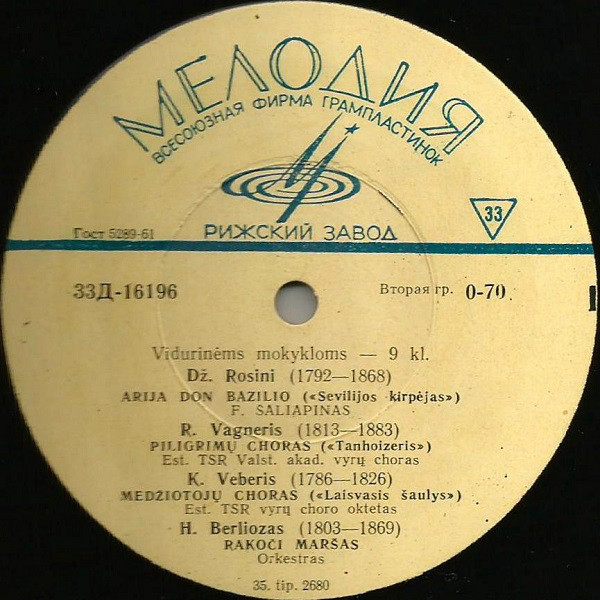 МЕЛОДИЯ
ВСЕСОЮЗНАЯ ФИРМА ГРАМПЛАСТИНОК
33
Гост 5289-61
РИЖСКИЙ ЗАВОД
33Д-16196
Вторая гр. 0-70
Vidurinėms mokykloms — 9 kl.
Dž. Rosini (1792—1868)
ARIJA DON BAZILIO («Sevilijos kirpėjas»)
F. ŠALIAPINAS
R. Vagneris (1813—1883)
PILIGRIMŲ CHORAS («Tanhoizeris»)
Est. TSR Valst. akad. vyrų choras
K. Veberis (1786—1826)
MEDŽIOTOJŲ CHORAS («Laisvasis šaulys»)
Est. TSR vyrų choro oktetas
H. Berliozas (1803—1869)
RAKOČI MARŠAS
Orkestras
35. tip. 2680